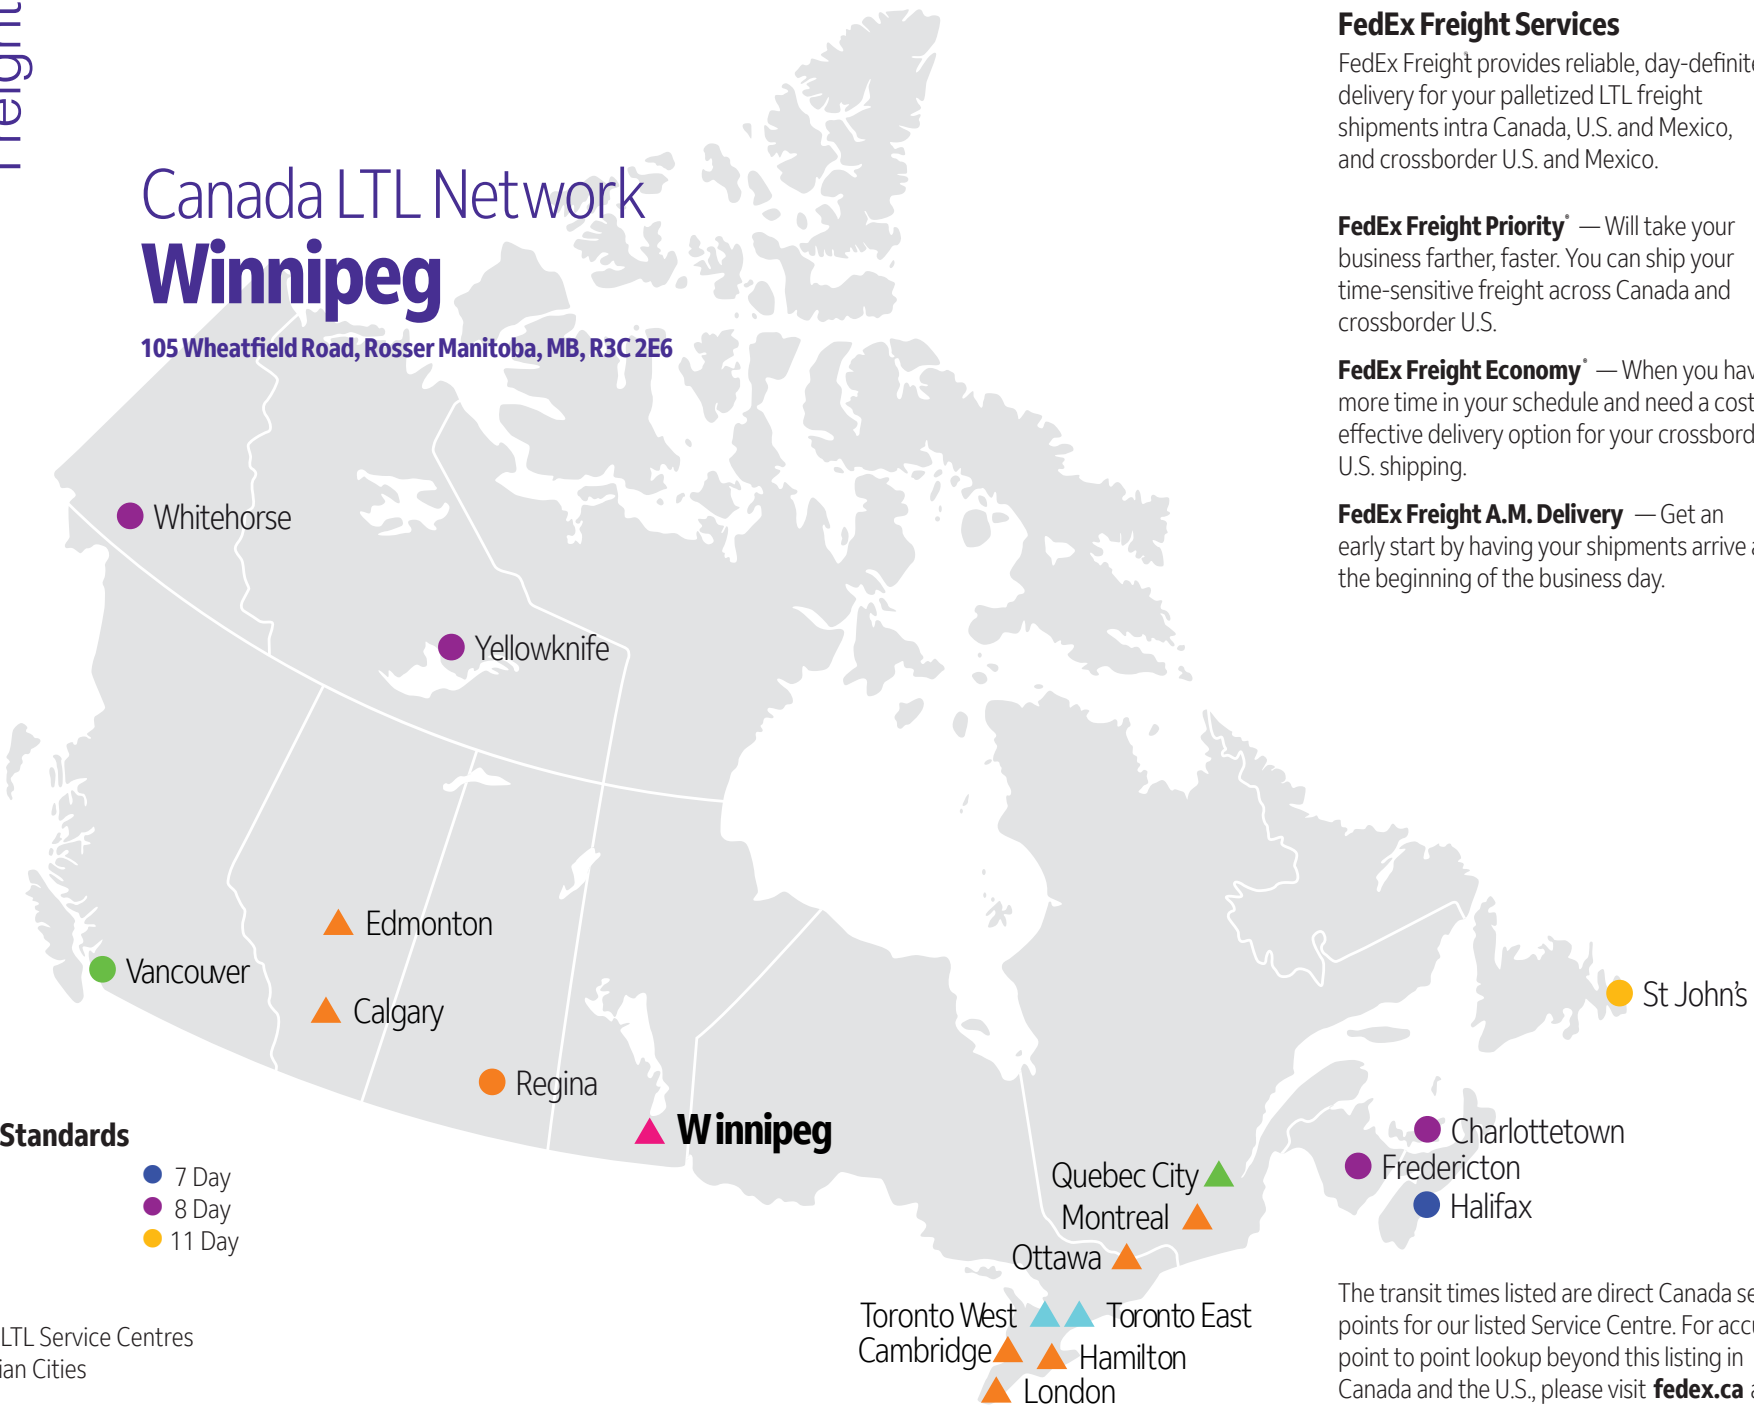 Freight
Canada LTL Network
Winnipeg
105 Wheatfield Road, Rosser Manitoba, MB, R3C 2E6
FedEx Freight Services
FedEx Freight provides reliable, day-definite
delivery for your palletized LTL freight
shipments intra Canada, U.S. and Mexico,
and crossborder U.S. and Mexico.
FedEx Freight Priority® — Will take your
business farther, faster. You can ship your
time-sensitive freight across Canada and
crossborder U.S.
FedEx Freight Economy® — When you
more time in your schedule and need a cost
effective delivery option for your
U.S. shipping.
FedEx Freight A.M. Delivery — Get an
early start by having your shipments arrive
the beginning of the business day.
Whitehorse
Yellowknife
Edmonton
Vancouver
Calgary
Regina
Winnipeg
St John's
Charlottetown
Fredericton
Halifax
Quebec City
Montreal
Ottawa
Toronto West
Toronto East
Cambridge
Hamilton
London
Standards
7 Day
8 Day
11 Day
LTL Service Centres
Cities
The transit times listed are direct Canada
points for our listed Service Centre. For
point to point lookup beyond this listing in
Canada and the U.S., please visit fedex.ca